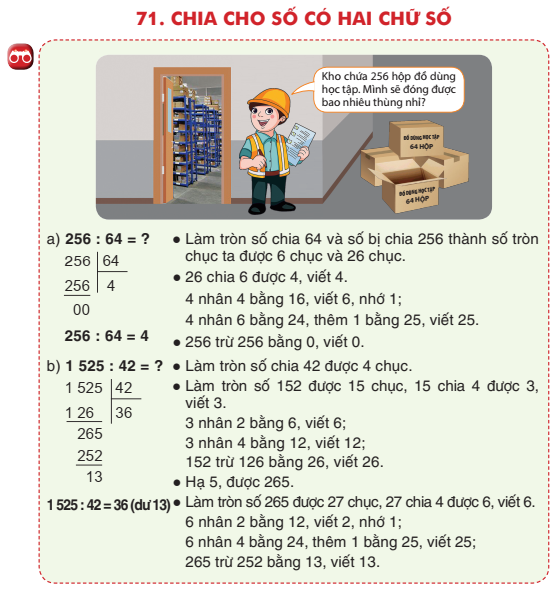 71. CHIA CHO SỐ CÓ HAI CHỮ SỐ
Kho chứa 256 hộp đồ dùng
học tập. Mình sẽ đóng được
bao nhiêu thùng nhỉ?
ĐỒ DÙNG HỌC TẬP
64 HỘP
ĐỒ DÙNG HỌC TẬP
64 HỘP
a) 256 : 64 = ?
256 64
256 4
00
256 : 64 = 4
● Làm tròn số chia 64 và số bị chia 256 thành số tròn
chục ta được 6 chục và 26 chục.
● 26 chia 6 được 4, viết 4.
4 nhân 4 bằng 16, viết 6, nhớ 1;
4 nhân 6 bằng 24, thêm 1 bằng 25, viết 25.
● 256 trừ 256 bằng 0, viết 0.
b) 1 525 : 42 = ?
1 525 42
1 26 36
265
252
13
1 525 : 42 = 36 (dư 13)
● Làm tròn số chia 42 được 4 chục.
● Làm tròn số 152 được 15 chục, 15 chia 4 được 3,
viết 3.
3 nhân 2 bằng 6, viết 6;
3 nhân 4 bằng 12, viết 12;
152 trừ 126 bằng 26, viết 26.
● Hạ 5, được 265.
● Làm tròn số 265 được 27 chục, 27 chia 4 được 6, viết 6.
6 nhân 2 bằng 12, viết 2, nhớ 1;
6 nhân 4 bằng 24, thêm 1 bằng 25, viết 25;
265 trừ 252 bằng 13, viết 13.